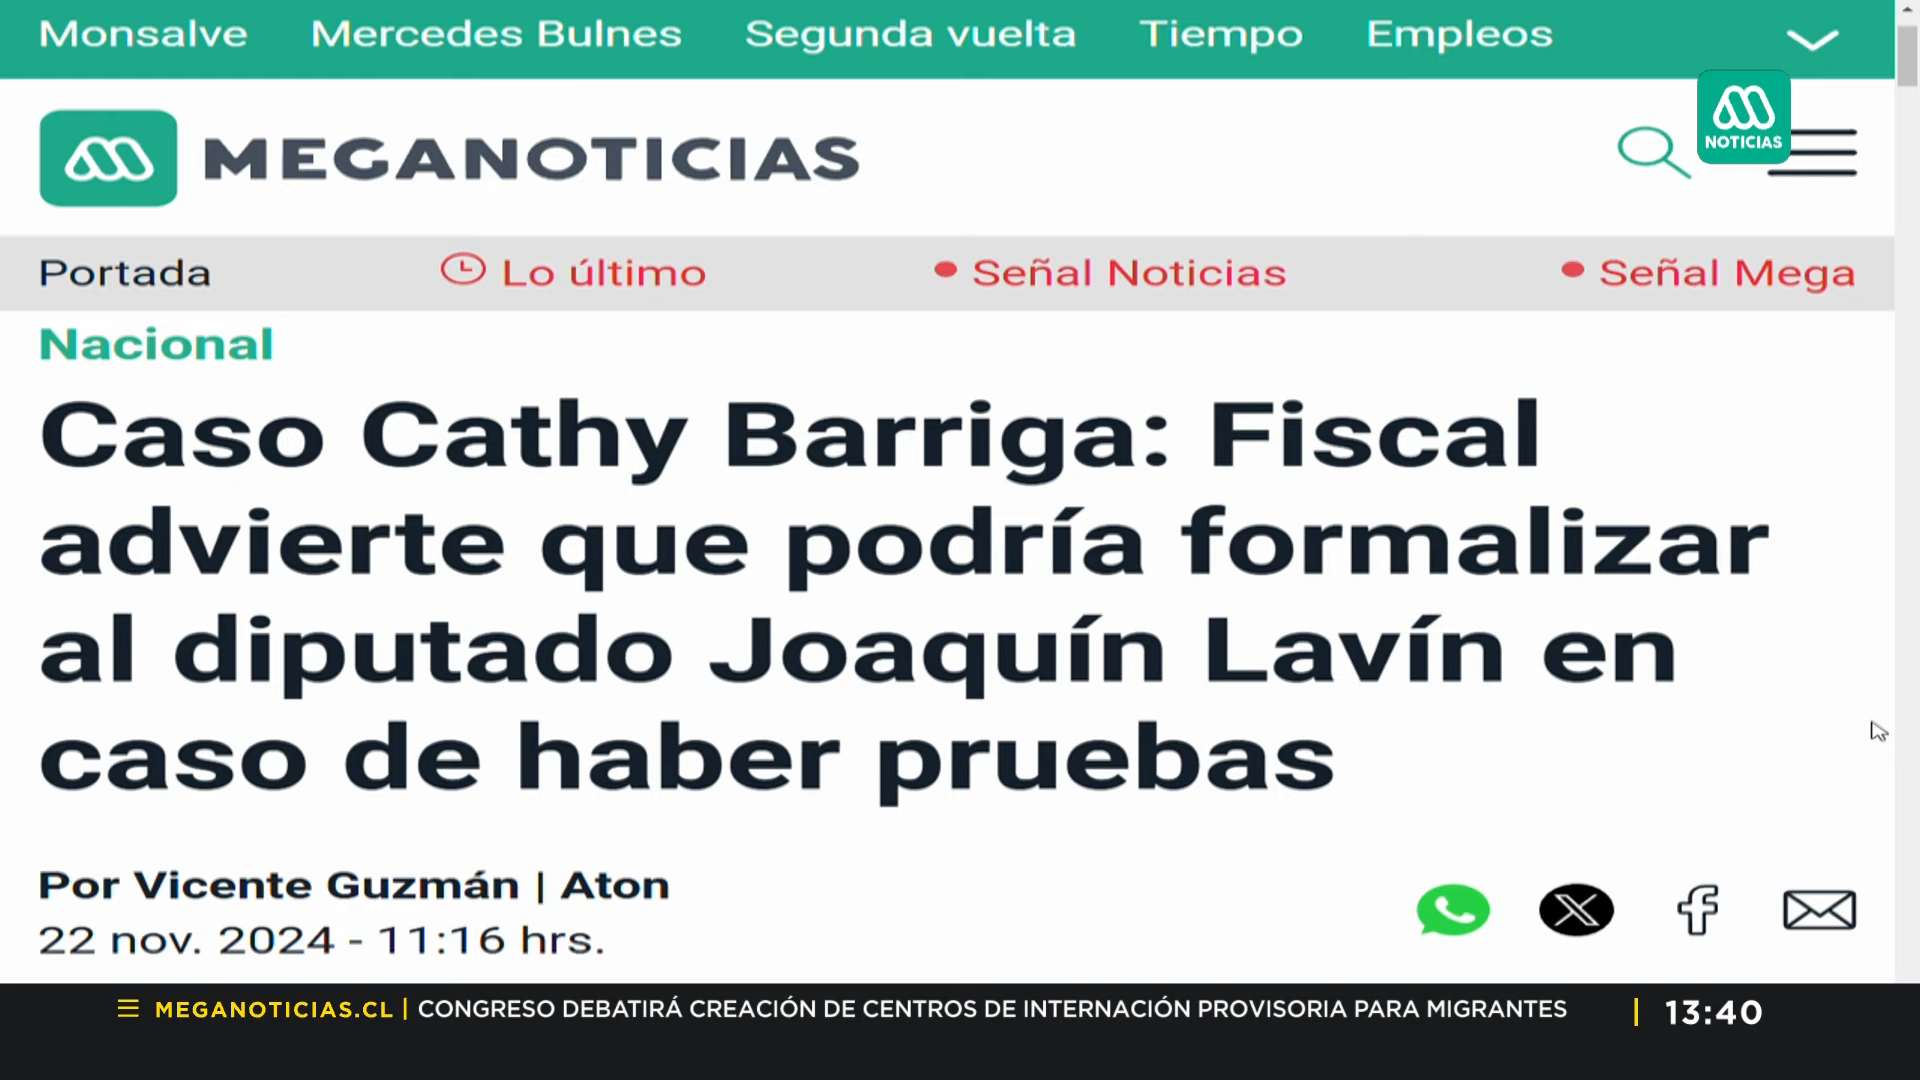 Monsalve Mercedes Bulnes Segunda vuelta Tiempo Empleos
MEGANOTICIAS
NOTICIAS
Portada Lo último Señal Noticias Señal Mega
Nacional
Caso Cathy Barriga: Fiscal
advierte que podría formalizar
al diputado Joaquín Lavín en
caso de haber pruebas
Por Vicente Guzmán | Aton
22 nov. 2024 - 11:16 hrs.
MEGANOTICIAS.CL | CONGRESO DEBATIRÁ CREACIÓN DE CENTROS DE INTERNACIÓN PROVISORIA PARA MIGRANTES | 13:40